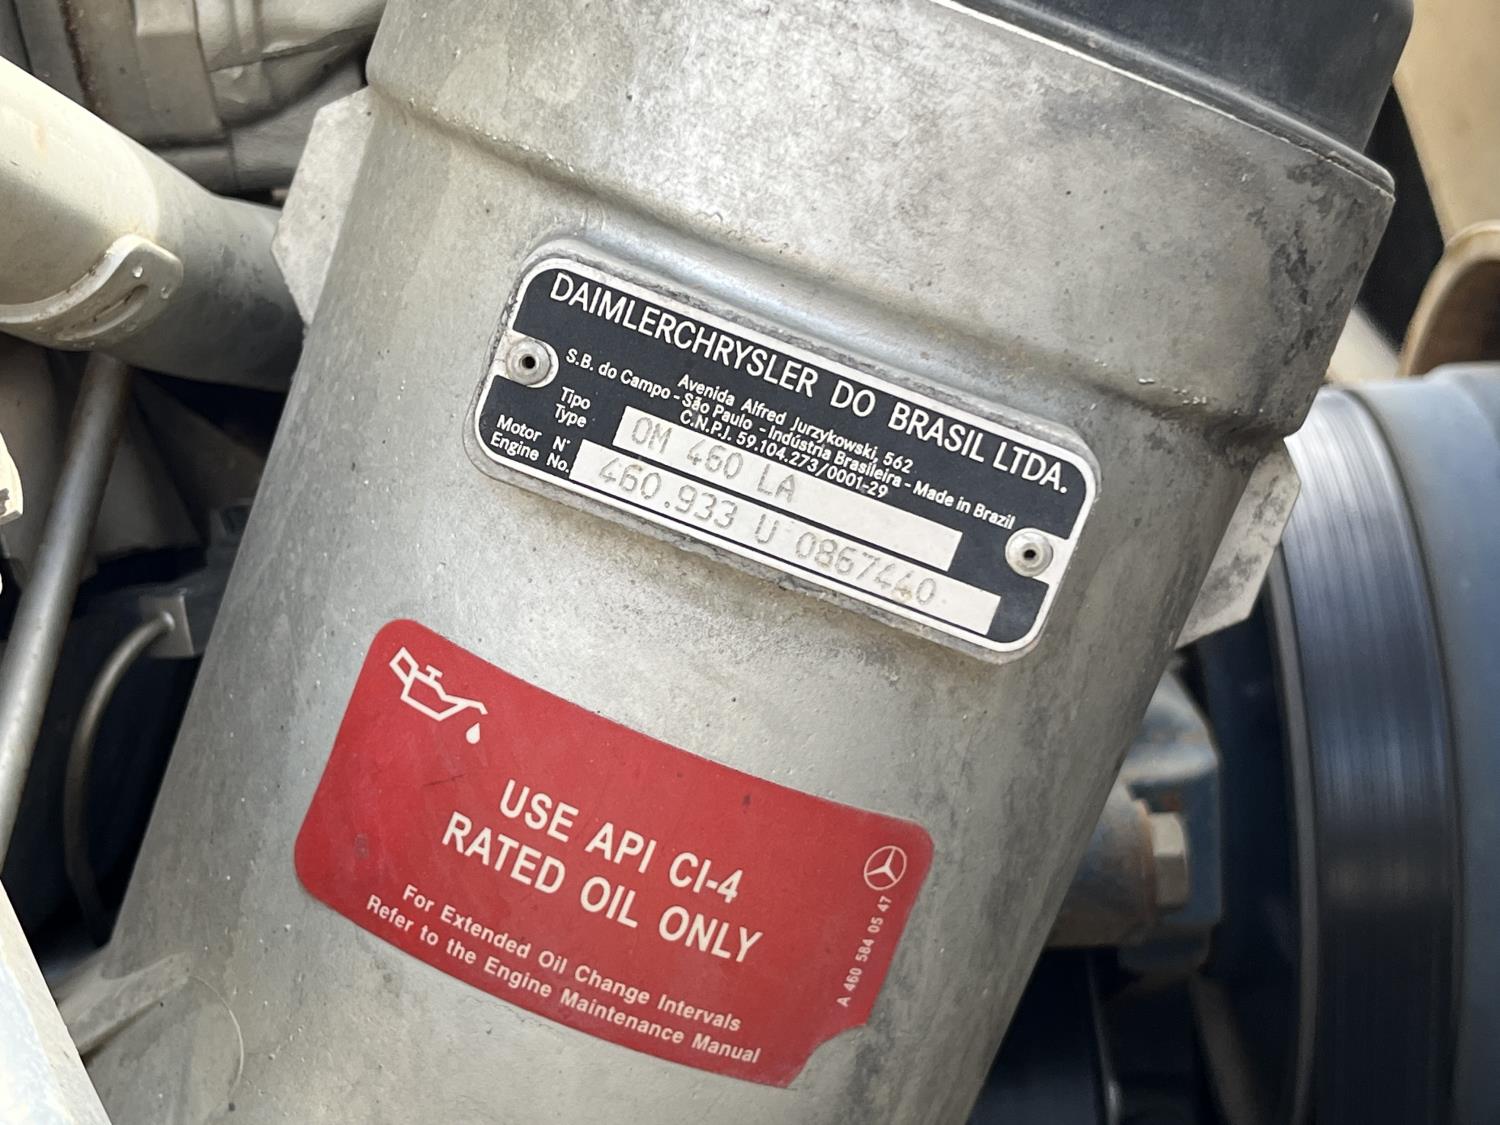 DAIMLERCHRYSLER DO BRASIL LTDA.
Avenida Alfred Jurzykowski, 562
S.B. do Campo - São Paulo - Indústria Brasileira - Made in Brazil
C.N.P.J. 59.104.273/0001-29
Tipo
Type
OM 460 LA
Motor N°
Engine No.
460.933 U 0867440
USE API CI-4
RATED OIL ONLY
For Extended Oil Change Intervals
Refer to the Engine Maintenance Manual
A 460 584 05 47